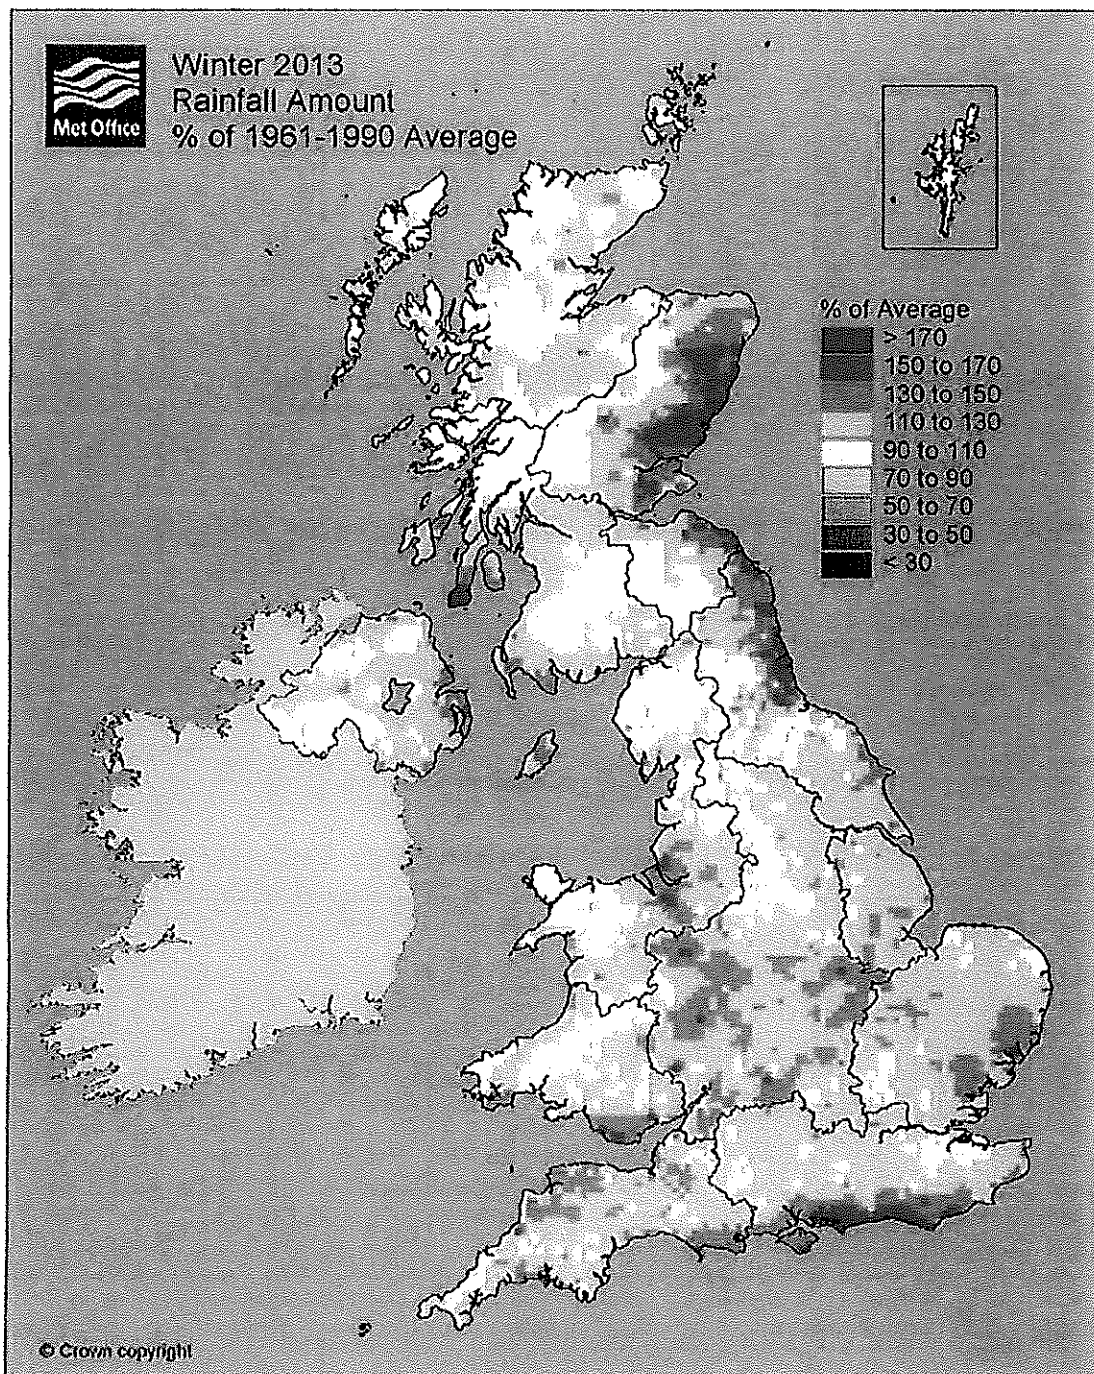 Met Office
Winter 2013
Rainfall Amount
% of 1961-1990 Average
% of Average
> 170
150 to 170
130 to 150
110 to 130
90 to 110
70 to 90
50 to 70
30 to 50
< 30
© Crown copyright